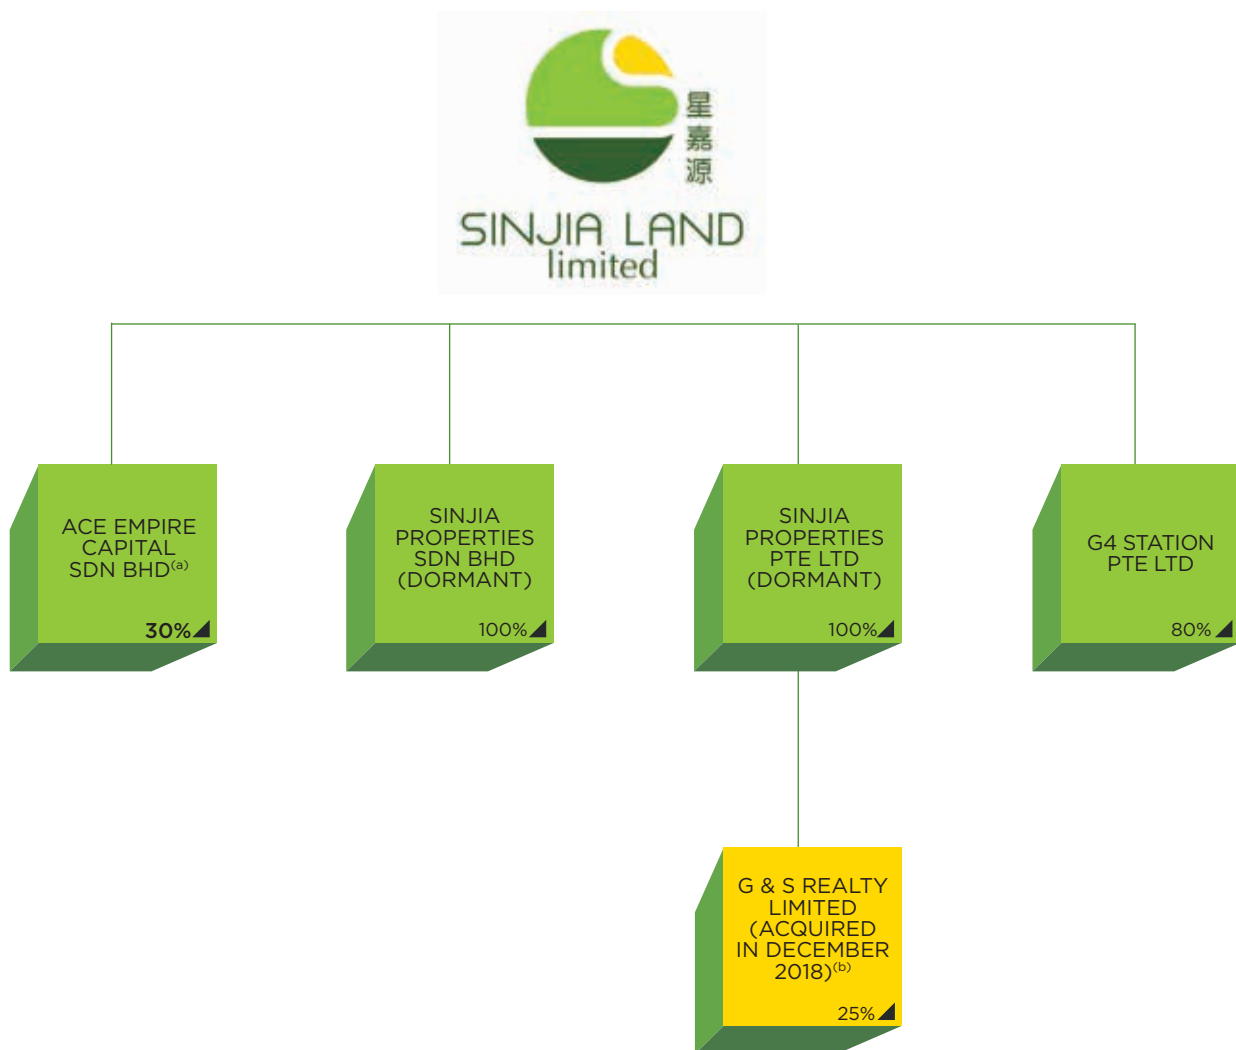 星嘉源
SINJIA LAND
limited
ACE EMPIRE
CAPITAL
SDN BHD(a)
30%
SINJIA
PROPERTIES
SDN BHD
(DORMANT)
100%
SINJIA
PROPERTIES
PTE LTD
(DORMANT)
100%
G4 STATION
PTE LTD
80%
G & S REALTY
LIMITED
(ACQUIRED
IN DECEMBER
2018)(b)
25%